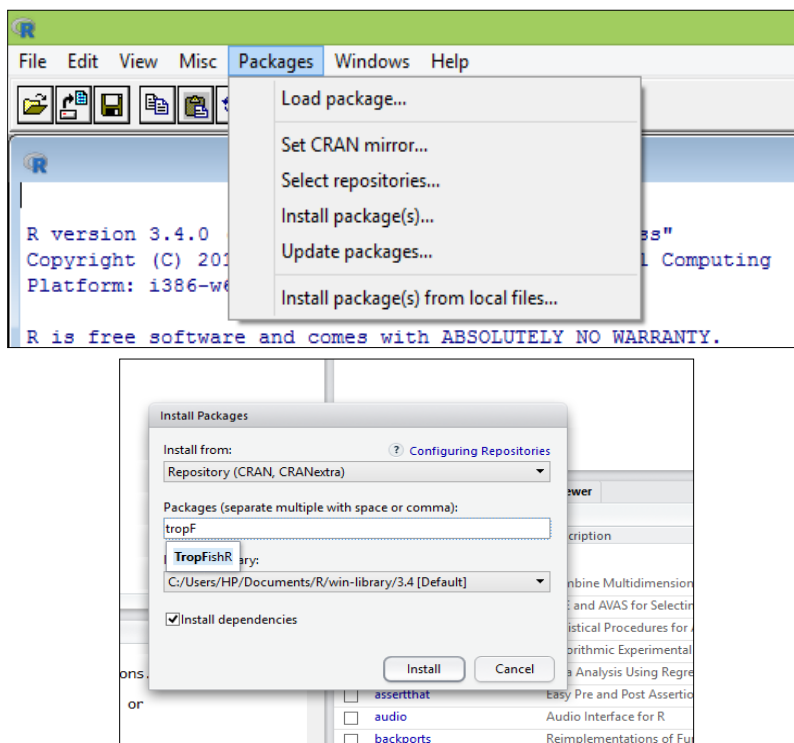 R
File Edit View Misc Packages Windows Help
Load package...
Set CRAN mirror...
Select repositories...
Install package(s)...
Update packages...
Install package(s) from local files...
R
R version 3.4.0 ss"
Copyright (C) 201 l Computing
Platform: i386-w6
R is free software and comes with ABSOLUTELY NO WARRANTY.
Install Packages
Install from:
? Configuring Repositories
Repository (CRAN, CRANextra)
Packages (separate multiple with space or comma):
tropF
TropFishR
ary:
C:/Users/HP/Documents/R/win-library/3.4 [Default]
Install dependencies
Install Cancel
ewer
cription
nbine Multidimension
and AVAS for Selectin
istical Procedures for
orithmic Experimental
a Analysis Using Regre
assertthat Easy Pre and Post Assertio
audio Audio Interface for R
backports Reimplementations of Fu
ons.
or